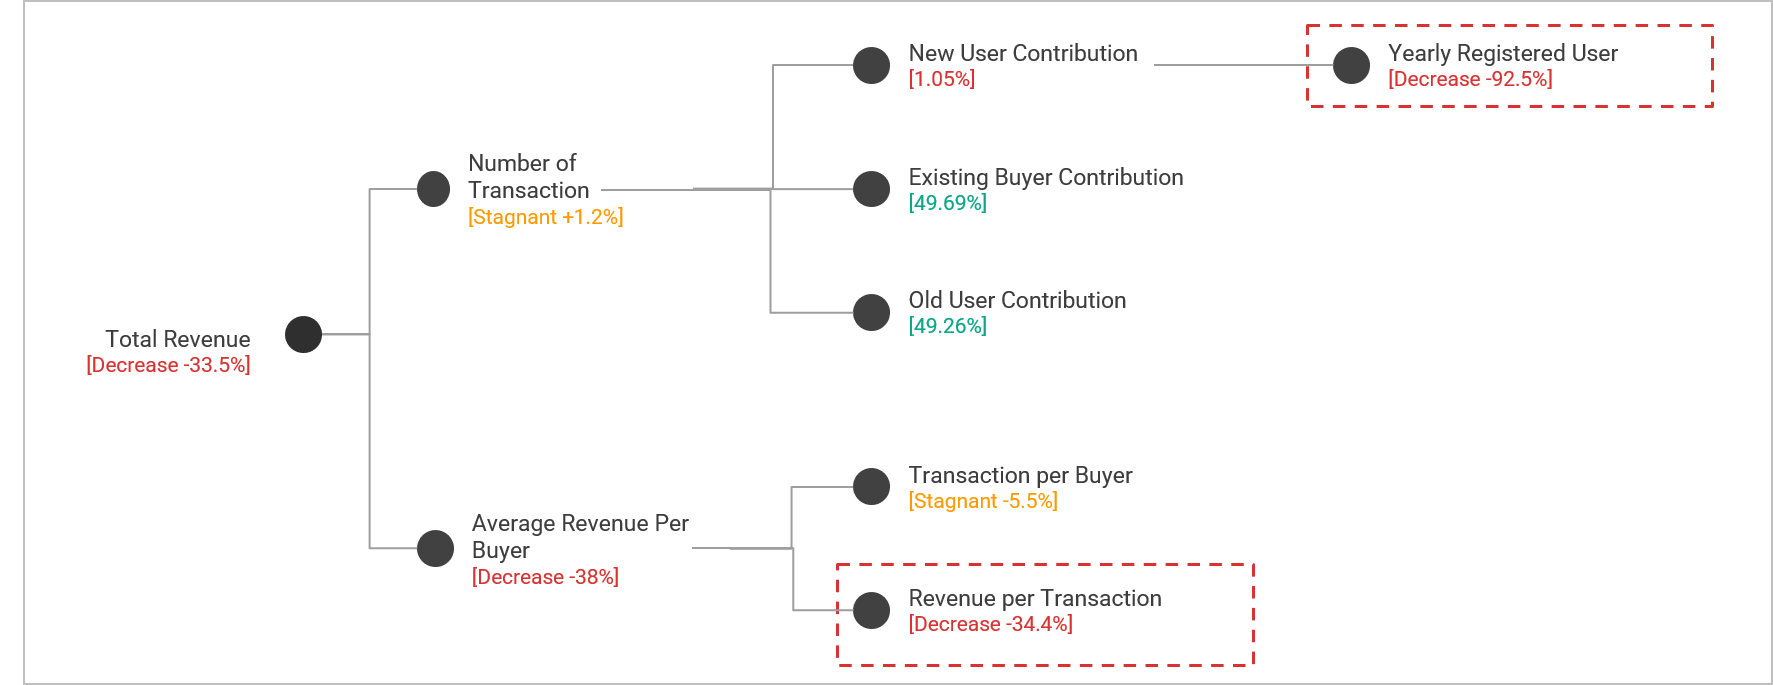 Total Revenue
[Decrease -33.5%]
Number of
Transaction
[Stagnant +1.2%]
New User Contribution
[1.05%]
Yearly Registered User
[Decrease -92.5%]
Existing Buyer Contribution
[49.69%]
Old User Contribution
[49.26%]
Average Revenue Per
Buyer
[Decrease -38%]
Transaction per Buyer
[Stagnant -5.5%]
Revenue per Transaction
[Decrease -34.4%]